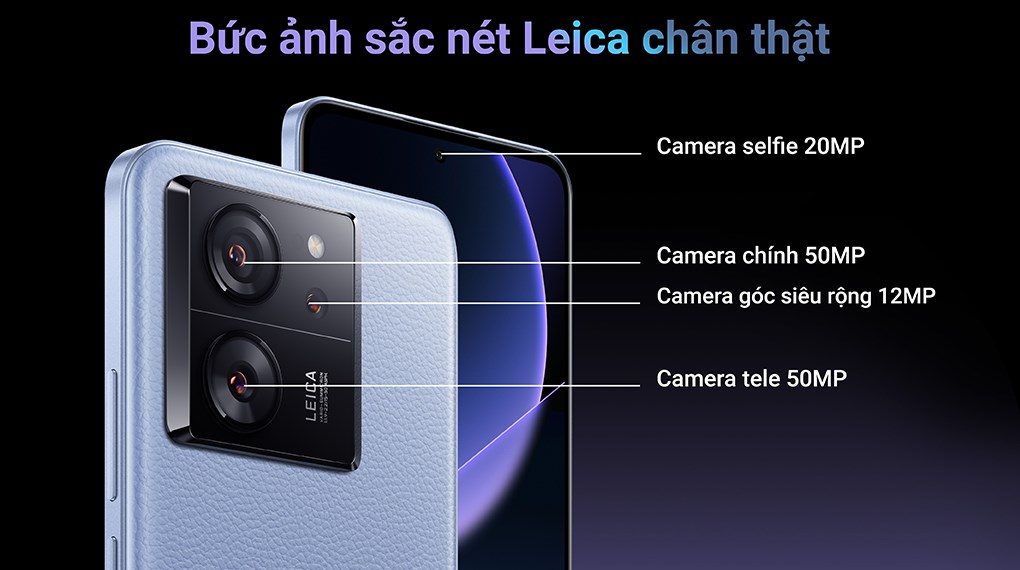 Bức ảnh sắc nét Leica chân thật
Camera selfie 20MP
Camera chính 50MP
Camera góc siêu rộng 12MP
Camera tele 50MP
LEICA